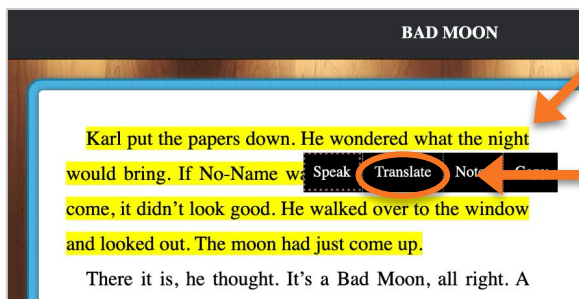 BAD MOON
Karl put the papers down. He wondered what the night
would bring. If No-Name
Speak Translate
come, it didn't look good. He walked over to the window
and looked out. The moon had just come up.
There it is, he thought. It's a Bad Moon, all right. A